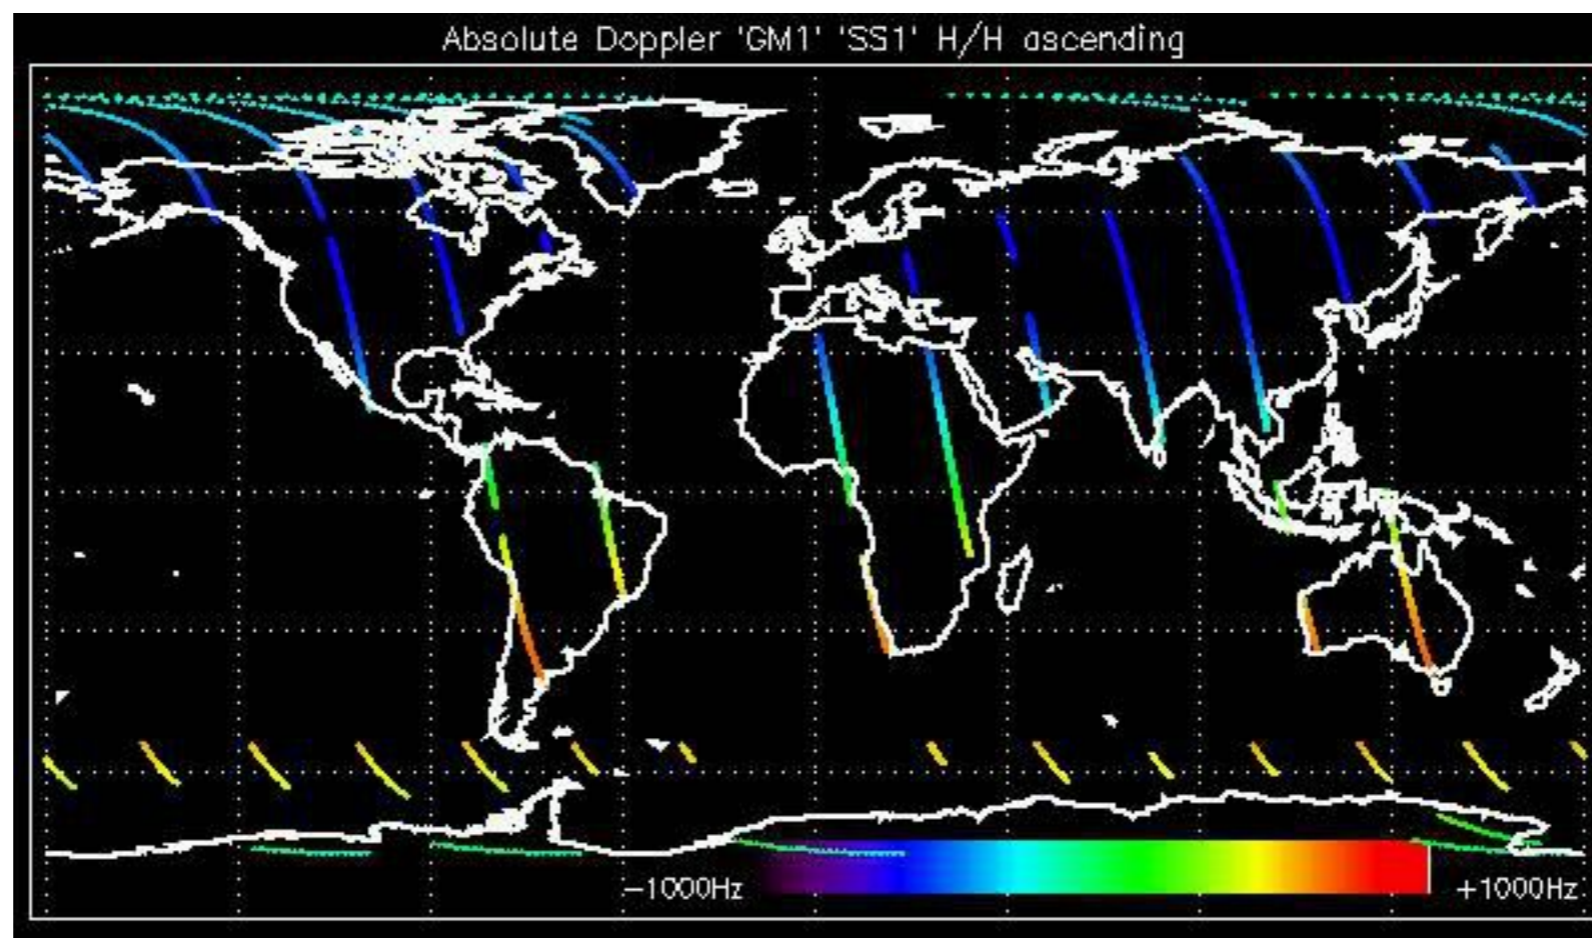 Absolute Doppler 'GM1' 'SS1' H/H ascending
−1000Hz
+1000Hz